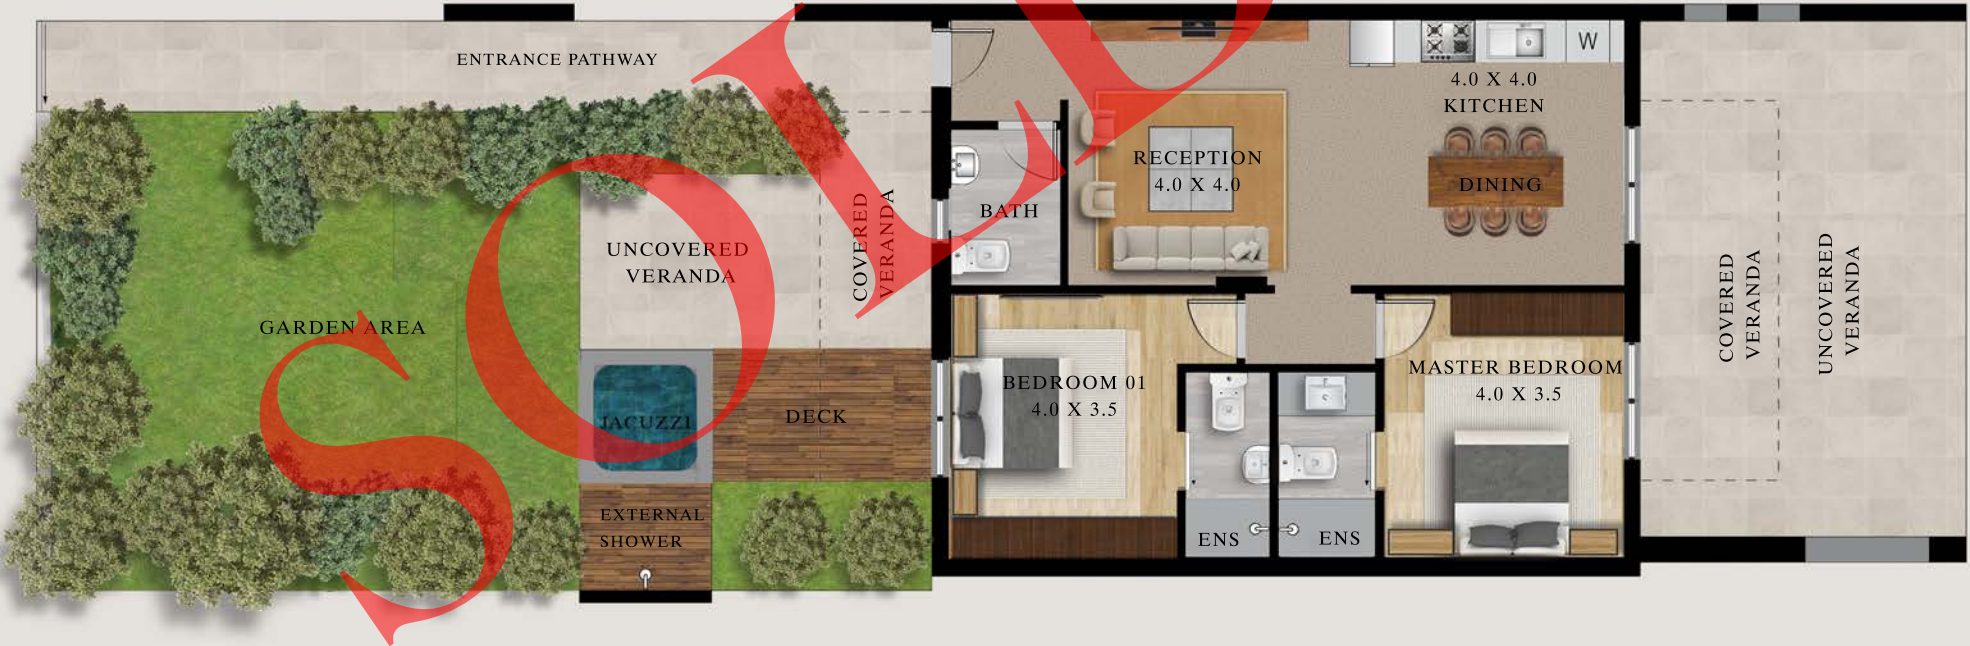 ENTRANCE PATHWAY
W
4.0 X 4.0
KITCHEN
RECEPTION
4.0 X 4.0
DINING
BATH
UNCOVERED
VERANDA
COVERED
VERANDA
COVERED
VERANDA
UNCOVERED
VERANDA
GARDEN AREA
BEDROOM 01
4.0 X 3.5
MASTER BEDROOM
4.0 X 3.5
JACUZZI
DECK
EXTERNAL
SHOWER
ENS
ENS
SOLD